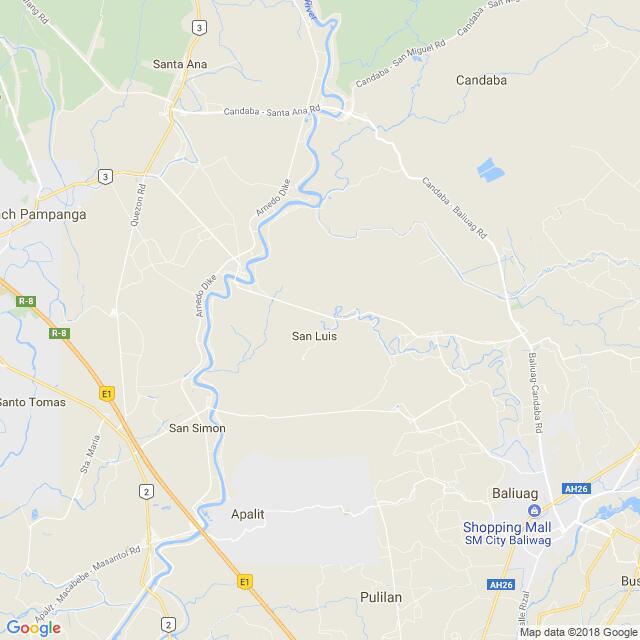 River
3
Santa Ana
Candaba - San Miguel Rd
Candaba - San Mig
Candaba
Candaba - Santa Ana Rd
3
Quezon Rd
Arnedo Dike
Candaba - Baliuag Rd
ch Pampanga
Arnedo Dike
R-8
R-8
San Luis
Baliuag-Candaba Rd
E1
Santo Tomas
San Simon
Sta. Maria
2
Baliuag
AH26
Apalit
Shopping Mall
SM City Baliwag
Apalit - Macabebe - Masantol Rd
E1
AH26
Pulilan
Bus
alle Rizal
2
Google
Map data ©2018 Google